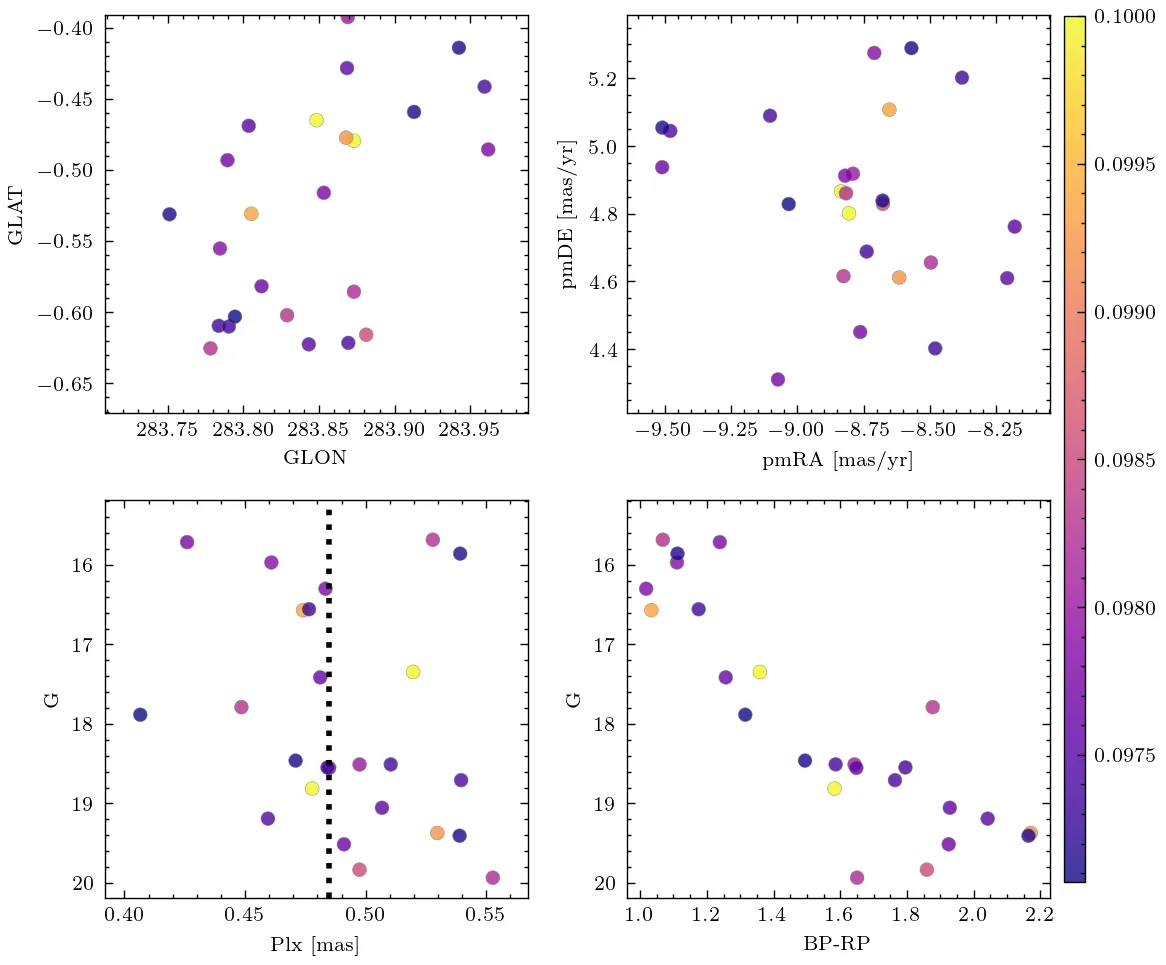 −0.40
−0.45
−0.50
−0.55
−0.60
−0.65
GLAT
283.75 283.80 283.85 283.90 283.95
GLON
5.2
5.0
4.8
4.6
4.4
pmDE [mas/yr]
−9.50 −9.25 −9.00 −8.75 −8.50 −8.25
pmRA [mas/yr]
0.1000
0.0995
0.0990
0.0985
0.0980
0.0975
16
17
18
19
20
G
0.40 0.45 0.50 0.55
Plx [mas]
16
17
18
19
20
G
1.0 1.2 1.4 1.6 1.8 2.0 2.2
BP-RP